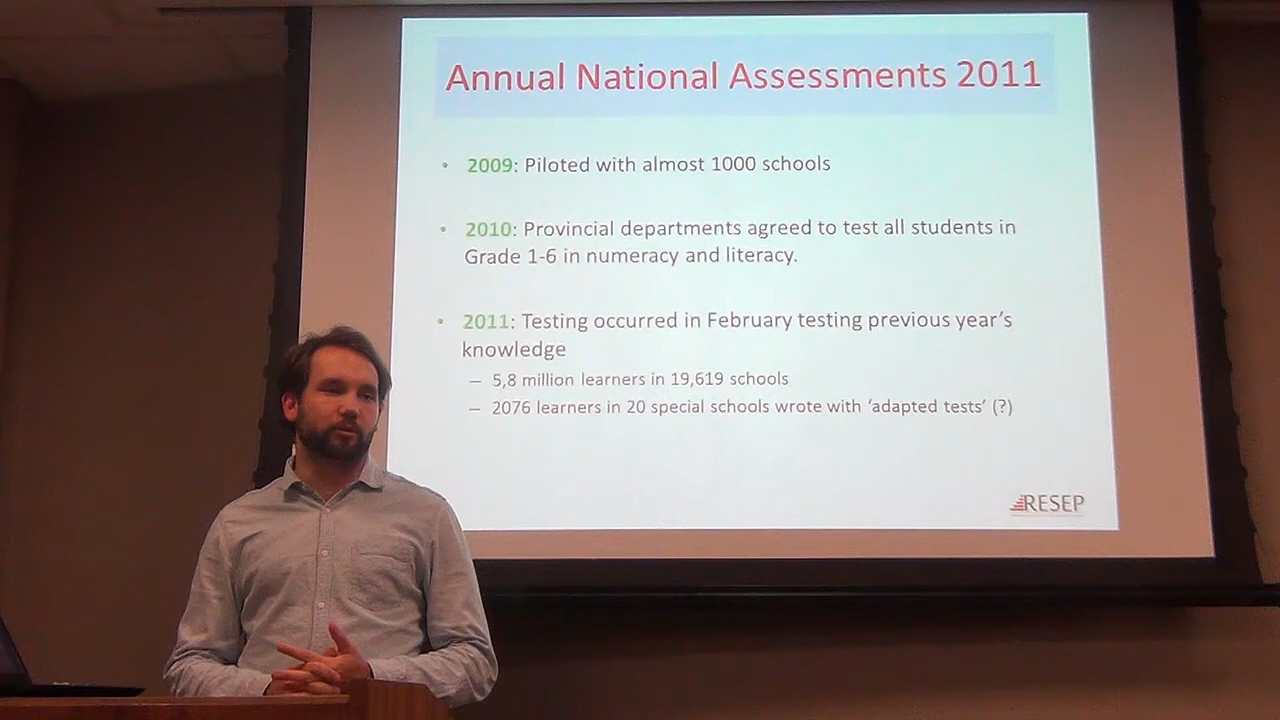 Annual National Assessments 2011
• 2009: Piloted with almost 1000 schools
• 2010: Provincial departments agreed to test all students in
Grade 1-6 in numeracy and literacy.
• 2011: Testing occurred in February testing previous year's
knowledge
– 5,8 million learners in 19,619 schools
– 2076 learners in 20 special schools wrote with 'adapted tests' (?)
RESEP